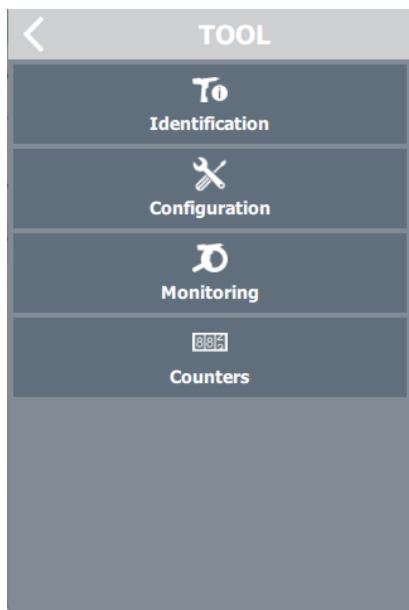 TOOL
Identification
Configuration
Monitoring
Counters